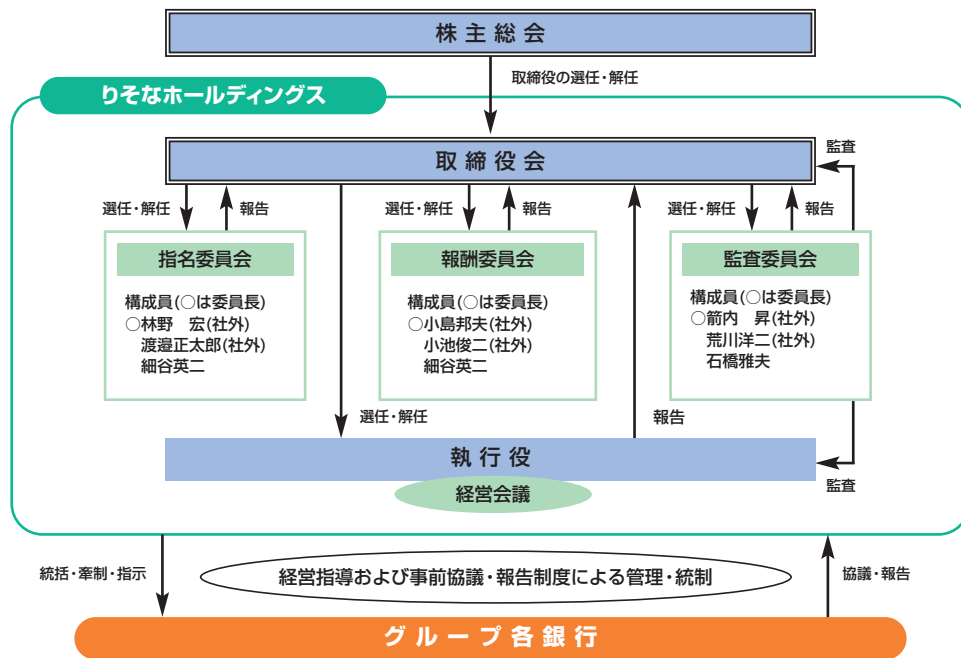 株主総会
取締役の選任・解任
りそなホールディングス
取締役会
監査
選任・解任
報告
選任・解任
報告
選任・解任
報告
指名委員会
構成員(○は委員長)
○林野 宏(社外)
渡邉正太郎(社外)
細谷英二
報酬委員会
構成員(○は委員長)
○小島邦夫(社外)
小池俊二(社外)
細谷英二
監査委員会
構成員(○は委員長)
○箭内 昇(社外)
荒川洋二(社外)
石橋雅夫
選任・解任
報告
執行役
経営会議
監査
統括・牽制・指示
経営指導および事前協議・報告制度による管理・統制
協議・報告
グループ各銀行